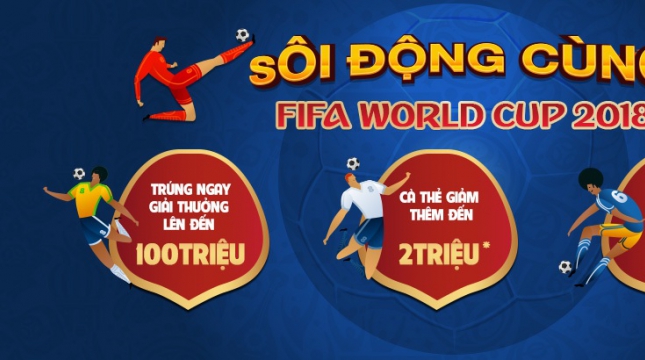 SÔI ĐỘNG CÙNG
FIFA WORLD CUP 2018
TRÚNG NGAY
GIẢI THƯỞNG
LÊN ĐẾN
100TRIỆU
CÀ THẺ GIẢM
THÊM ĐẾN
2TRIỆU*
6